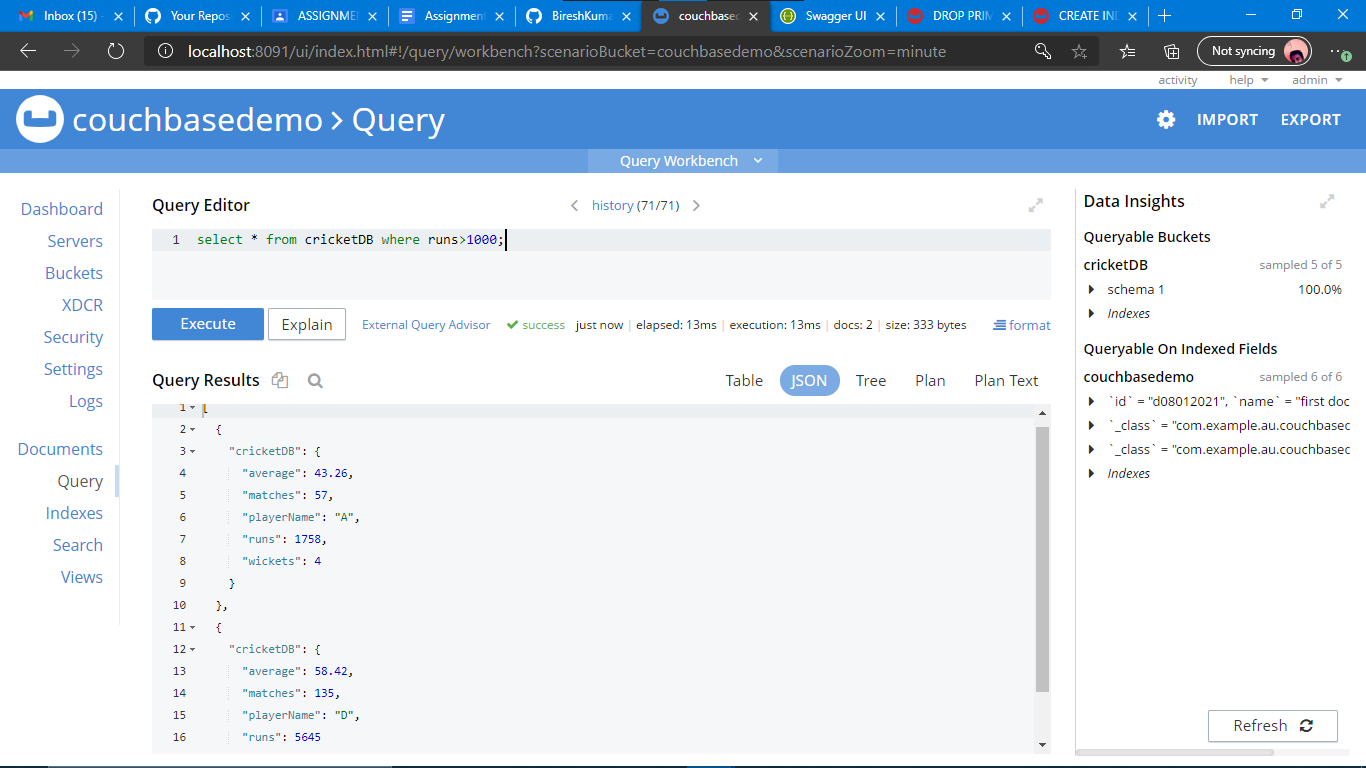 Inbox (15) -
Your Repos
ASSIGNME
Assignment
BireshKuma
couchbased
Swagger UI
DROP PRIM
CREATE IND
localhost:8091/ui/index.html#!/query/workbench?scenarioBucket=couchbasedemo&scenarioZoom=minute
Not syncing
activity help admin
couchbasedemo > Query
IMPORT EXPORT
Query Workbench
Dashboard
Servers
Buckets
XDCR
Security
Settings
Logs
Documents
Query
Indexes
Search
Views
Query Editor
history (71/71)
1 select * from cricketDB where runs>1000;
Execute Explain External Query Advisor success just now | elapsed: 13ms | execution: 13ms | docs: 2 | size: 333 bytes format
Query Results
Table JSON Tree Plan Plan Text
1 [
2 {
3 "cricketDB": {
4 "average": 43.26,
5 "matches": 57,
6 "playerName": "A",
7 "runs": 1758,
8 "wickets": 4
9 }
10 },
11 {
12 "cricketDB": {
13 "average": 58.42,
14 "matches": 135,
15 "playerName": "D",
16 "runs": 5645
Data Insights
Queryable Buckets
cricketDB sampled 5 of 5
schema 1 100.0%
Indexes
Queryable On Indexed Fields
couchbasedemo sampled 6 of 6
`id` = "d08012021", `name` = "first doc
`_class` = "com.example.au.couchbasec
`_class` = "com.example.au.couchbasec
Indexes
Refresh